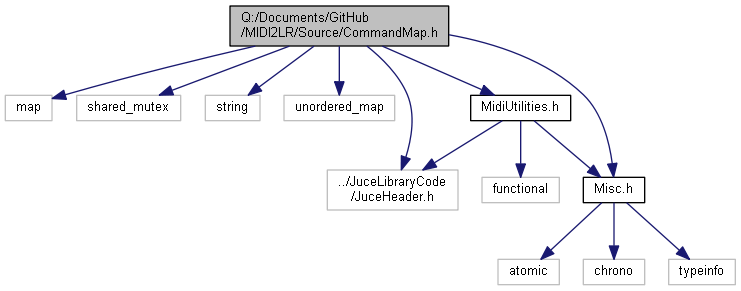 Q:/Documents/GitHub
/MIDI2LR/Source/CommandMap.h
map
shared_mutex
string
unordered_map
MidiUtilities.h
../JuceLibraryCode
/JuceHeader.h
functional
Misc.h
atomic
chrono
typeinfo